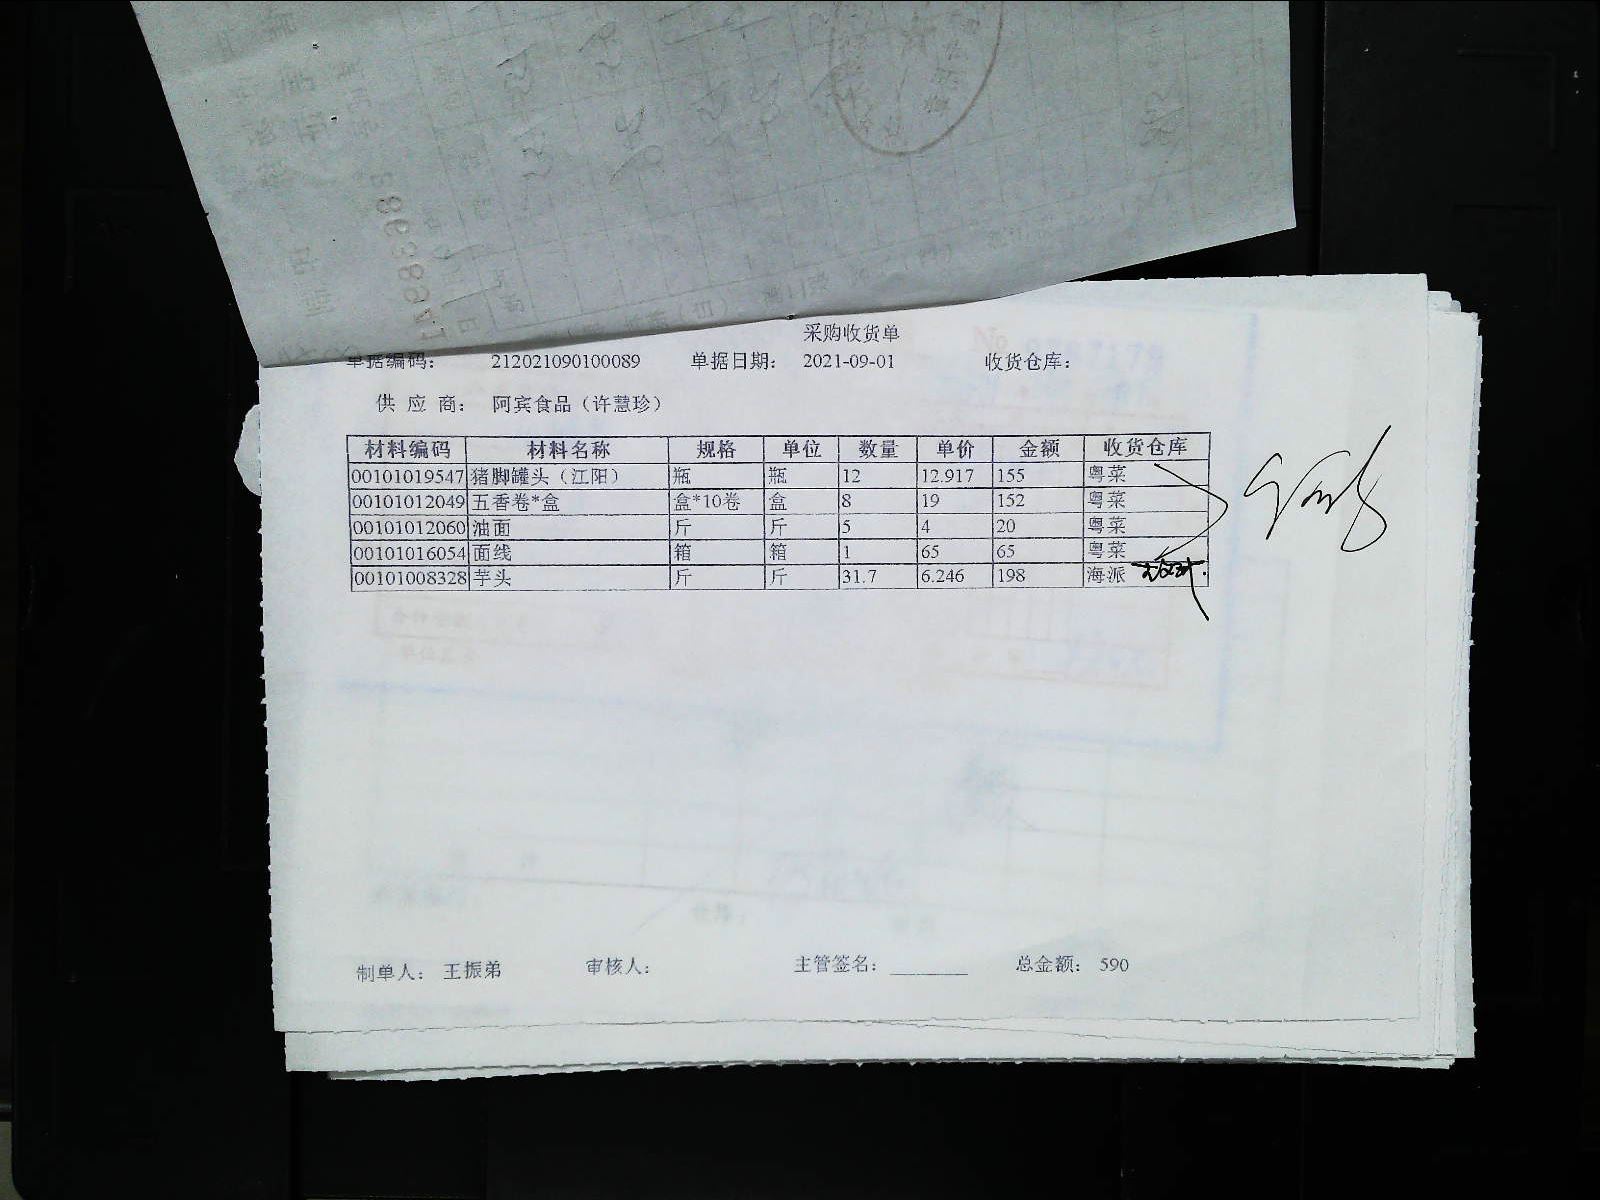 采购收货单
单据编码： 212021090100089 单据日期： 2021-09-01 收货仓库：
供 应 商： 阿宾食品（许慧珍）
材料编码 材料名称 规格 单位 数量 单价 金额 收货仓库
00101019547 猪脚罐头（江阳） 瓶 瓶 12 12.917 155 粤菜
00101012049 五香卷*盒 盒*10卷 盒 8 19 152 粤菜
00101012060 油面 斤 斤 5 4 20 粤菜
00101016054 面线 箱 箱 1 65 65 粤菜
00101008328 芋头 斤 斤 31.7 6.246 198 海派
制单人： 王振弟 审核人： 主管签名： ________ 总金额： 590